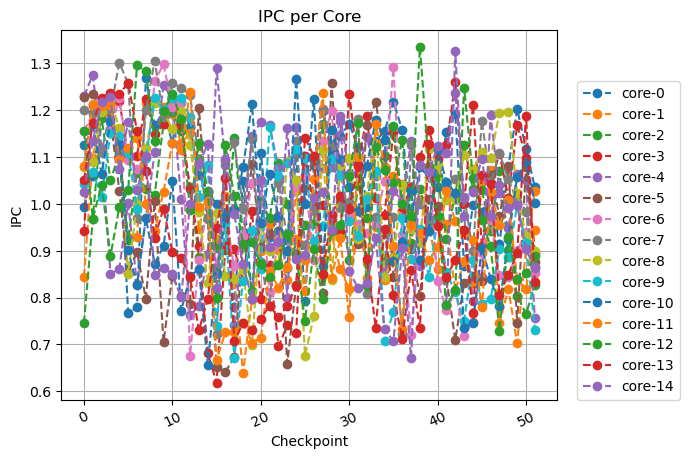 IPC per Core
IPC
1.3
1.2
1.1
1.0
0.9
0.8
0.7
0.6
0
10
20
30
40
50
Checkpoint
core-0
core-1
core-2
core-3
core-4
core-5
core-6
core-7
core-8
core-9
core-10
core-11
core-12
core-13
core-14